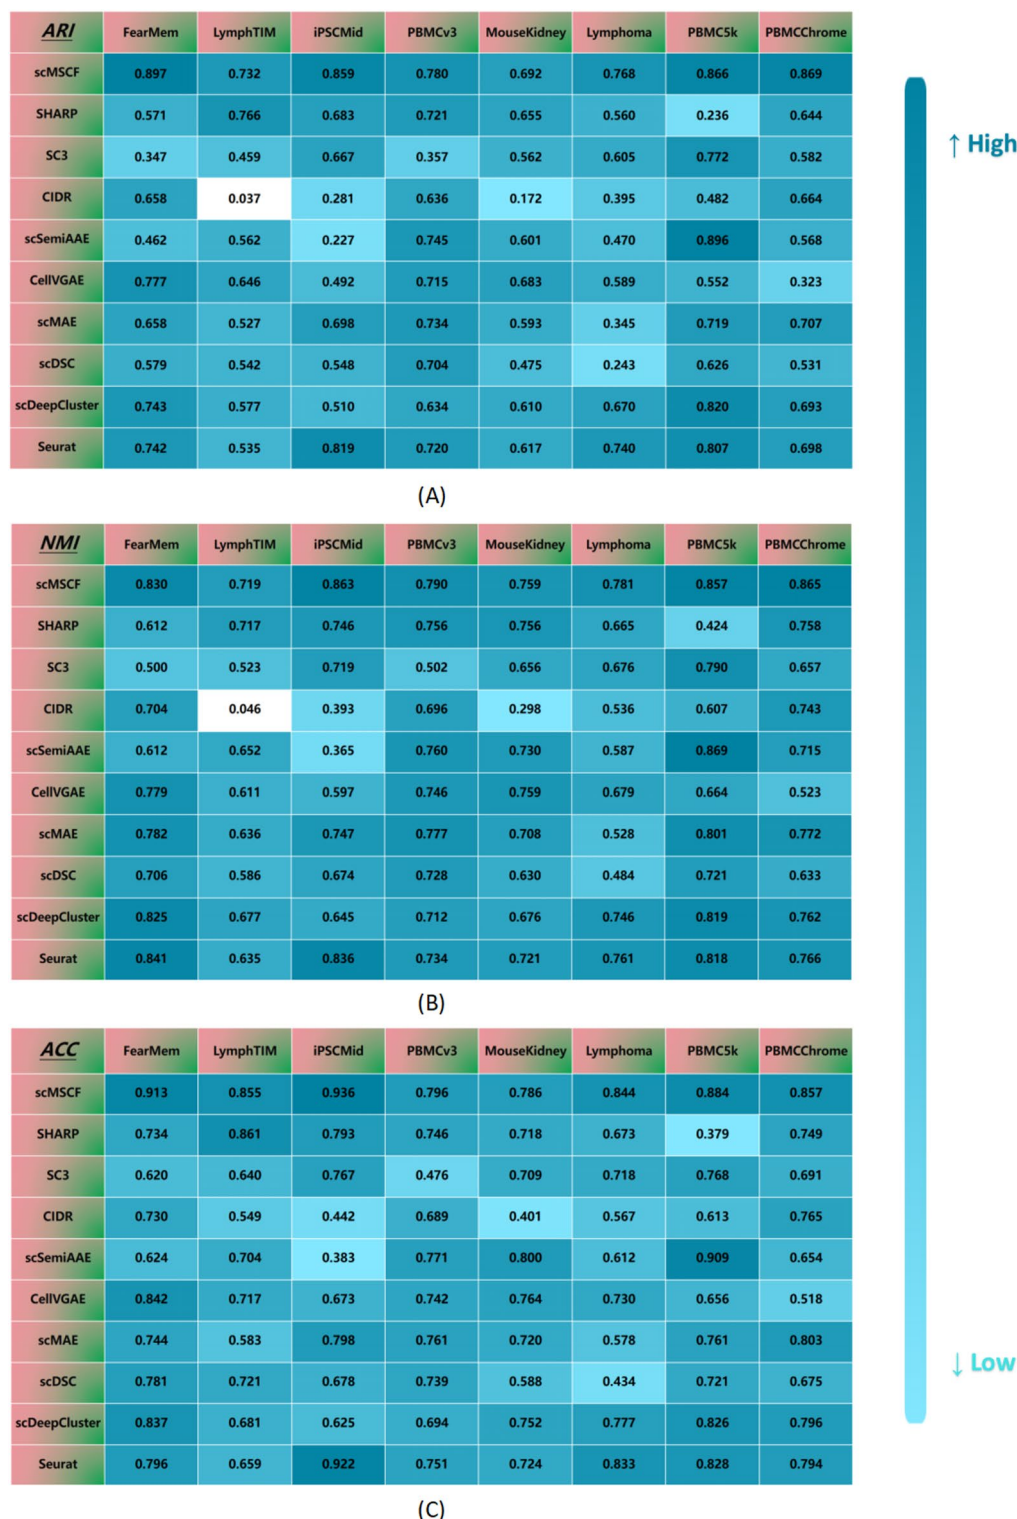 ARI FearMem LymphTIM iPSCMid PBMCv3 MouseKidney Lymphoma PBMC5k PBMCChrome
scMSCF 0.897 0.732 0.859 0.780 0.692 0.768 0.866 0.869
SHARP 0.571 0.766 0.683 0.721 0.655 0.560 0.236 0.644
↑ High
SC3 0.347 0.459 0.667 0.357 0.562 0.605 0.772 0.582
CIDR 0.658 0.037 0.281 0.636 0.172 0.395 0.482 0.664
scSemiAAE 0.462 0.562 0.227 0.745 0.601 0.470 0.896 0.568
CellVGAE 0.777 0.646 0.492 0.715 0.683 0.589 0.552 0.323
scMAE 0.658 0.527 0.698 0.734 0.593 0.345 0.719 0.707
scDSC 0.579 0.542 0.548 0.704 0.475 0.243 0.626 0.531
scDeepCluster 0.743 0.577 0.510 0.634 0.610 0.670 0.820 0.693
Seurat 0.742 0.535 0.819 0.720 0.617 0.740 0.807 0.698
(A)
NMI FearMem LymphTIM iPSCMid PBMCv3 MouseKidney Lymphoma PBMC5k PBMCChrome
scMSCF 0.830 0.719 0.863 0.790 0.759 0.781 0.857 0.865
SHARP 0.612 0.717 0.746 0.756 0.756 0.665 0.424 0.758
SC3 0.500 0.523 0.719 0.502 0.656 0.676 0.790 0.657
CIDR 0.704 0.046 0.393 0.696 0.298 0.536 0.607 0.743
scSemiAAE 0.612 0.652 0.365 0.760 0.730 0.587 0.869 0.715
CellVGAE 0.779 0.611 0.597 0.746 0.759 0.679 0.664 0.523
scMAE 0.782 0.636 0.747 0.777 0.708 0.528 0.801 0.772
scDSC 0.706 0.586 0.674 0.728 0.630 0.484 0.721 0.633
scDeepCluster 0.825 0.677 0.645 0.712 0.676 0.746 0.819 0.762
Seurat 0.841 0.635 0.836 0.734 0.721 0.761 0.818 0.766
(B)
ACC FearMem LymphTIM iPSCMid PBMCv3 MouseKidney Lymphoma PBMC5k PBMCChrome
scMSCF 0.913 0.855 0.936 0.796 0.786 0.844 0.884 0.857
SHARP 0.734 0.861 0.793 0.746 0.718 0.673 0.379 0.749
SC3 0.620 0.640 0.767 0.476 0.709 0.718 0.768 0.691
CIDR 0.730 0.549 0.442 0.689 0.401 0.567 0.613 0.765
scSemiAAE 0.624 0.704 0.383 0.771 0.800 0.612 0.909 0.654
CellVGAE 0.842 0.717 0.673 0.742 0.764 0.730 0.656 0.518
scMAE 0.744 0.583 0.798 0.761 0.720 0.578 0.761 0.803
↓ Low
scDSC 0.781 0.721 0.678 0.739 0.588 0.434 0.721 0.675
scDeepCluster 0.837 0.681 0.625 0.694 0.752 0.777 0.826 0.796
Seurat 0.796 0.659 0.922 0.751 0.724 0.833 0.828 0.794
(C)